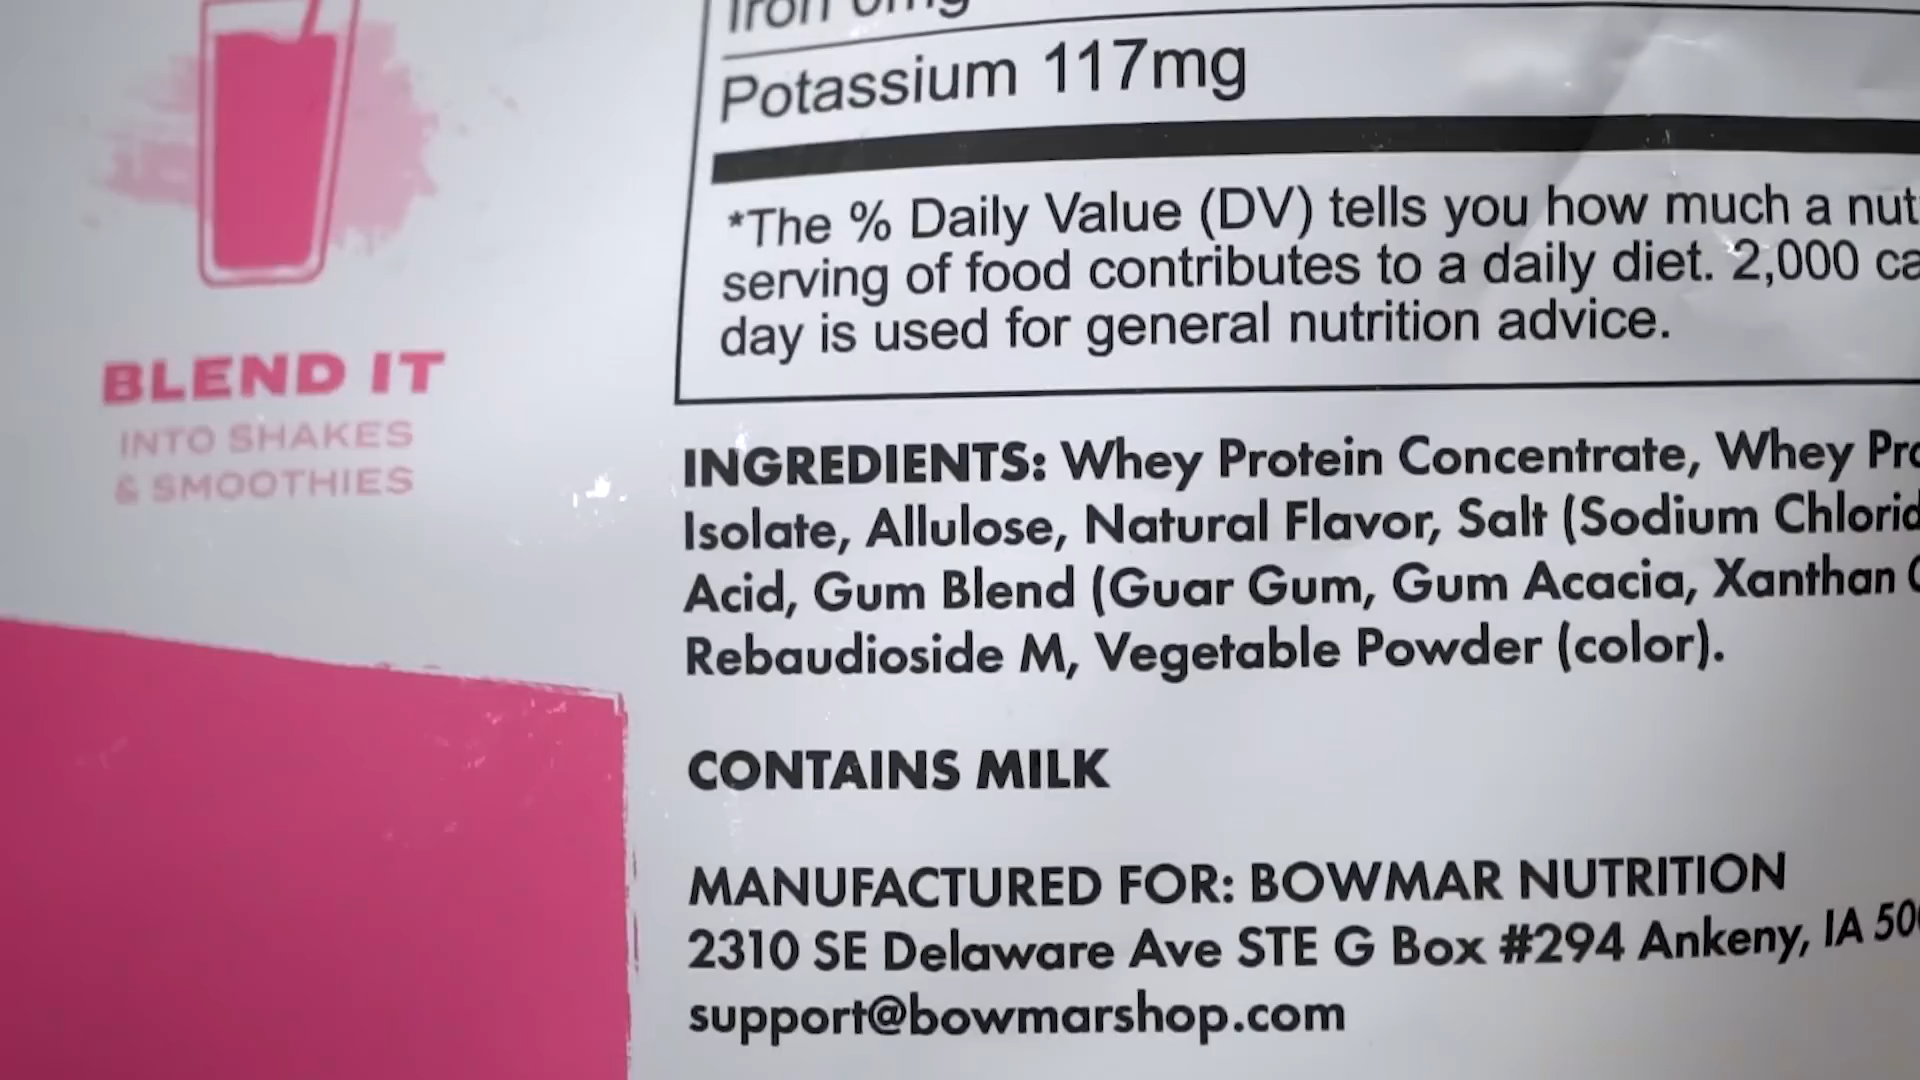 Iron 0mg
Potassium 117mg
*The % Daily Value (DV) tells you how much a nut
serving of food contributes to a daily diet. 2,000 ca
day is used for general nutrition advice.
BLEND IT
INTO SHAKES
& SMOOTHIES
INGREDIENTS: Whey Protein Concentrate, Whey Pro
Isolate, Allulose, Natural Flavor, Salt (Sodium Chlorid
Acid, Gum Blend (Guar Gum, Gum Acacia, Xanthan
Rebaudioside M, Vegetable Powder (color).
CONTAINS MILK
MANUFACTURED FOR: BOWMAR NUTRITION
2310 SE Delaware Ave STE G Box #294 Ankeny, IA 50
support@bowmarshop.com